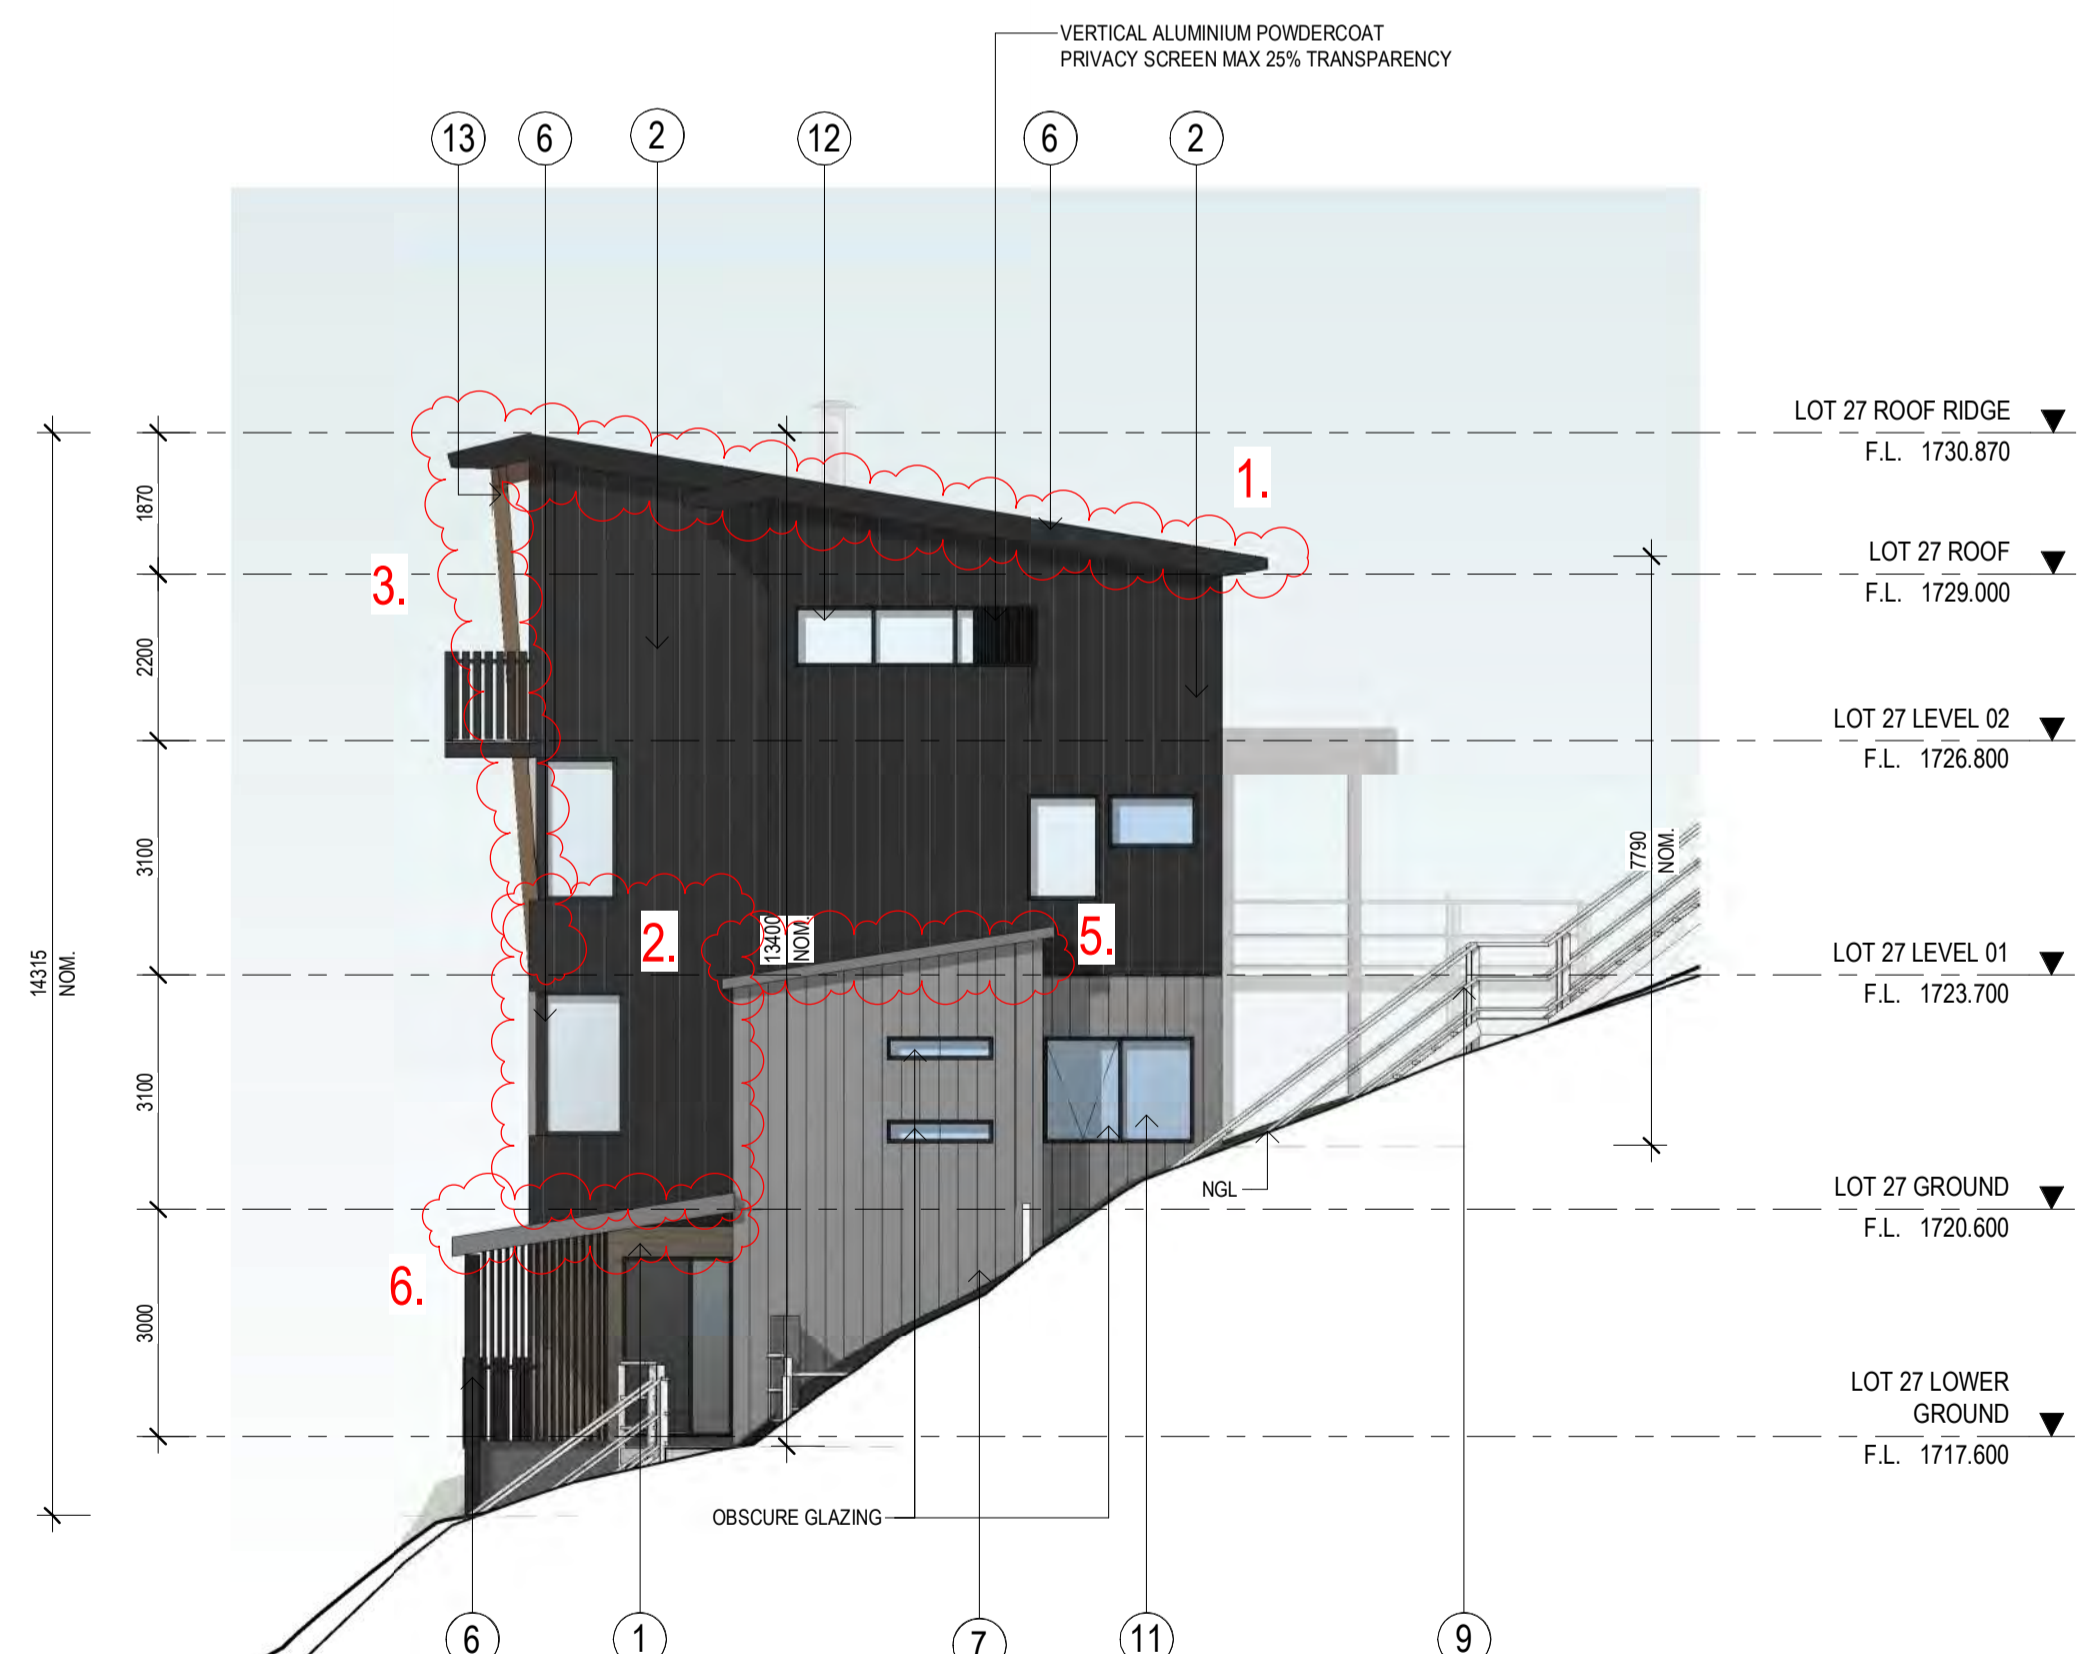 VERTICAL ALUMINIUM POWDERCOAT
PRIVACY SCREEN MAX 25% TRANSPARENCY
13
6
2
12
6
2
LOT 27 ROOF RIDGE
F.L. 1730.870
1.
1870
LOT 27 ROOF
F.L. 1729.000
3.
2200
LOT 27 LEVEL 02
F.L. 1726.800
3100
7790
NOM.
2.
13400
NOM.
5.
14315
NOM.
LOT 27 LEVEL 01
F.L. 1723.700
3100
NGL
LOT 27 GROUND
F.L. 1720.600
6.
3000
LOT 27 LOWER
GROUND
F.L. 1717.600
OBSCURE GLAZING
6
1
7
11
9